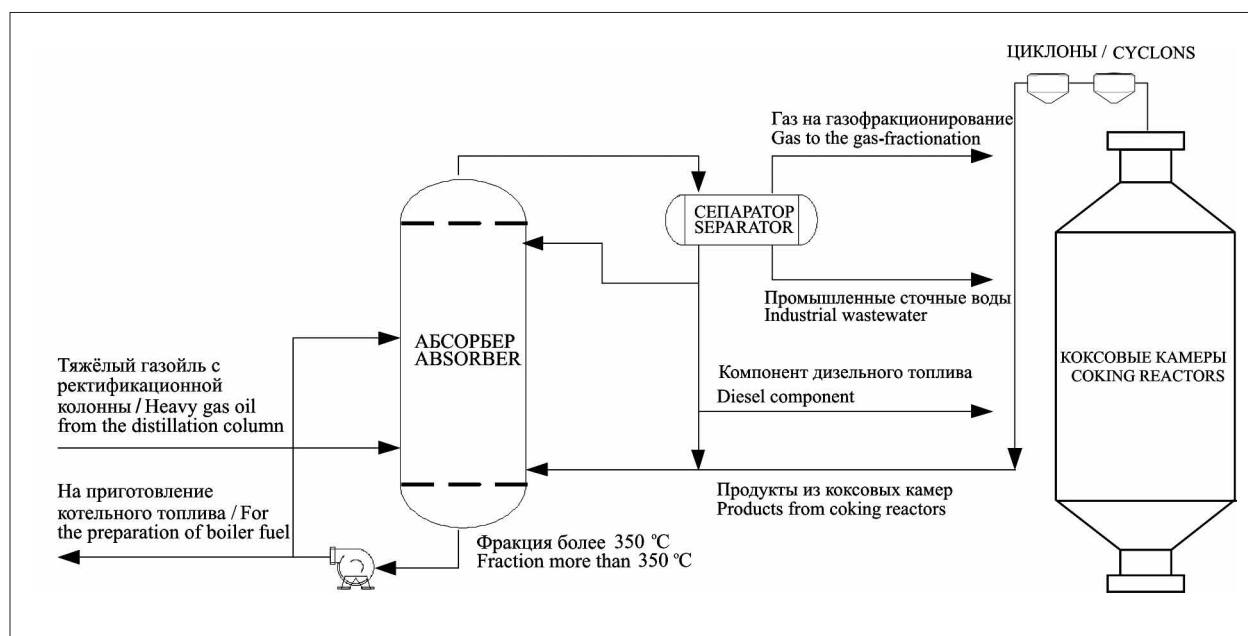 ЦИКЛОНЫ / CYCLONS
Газ на газофракционирование
Gas to the gas-fractionation
СЕПАРАТОР
SEPARATOR
Промышленные сточные воды
Industrial wastewater
АБСОРБЕР
ABSORBER
КОКСОВЫЕ КАМЕРЫ
COKING REACTORS
Тяжёлый газойль с
ректификационной
колонны / Heavy gas oil
from the distillation column
Компонент дизельного топлива
Diesel component
На приготовление
котельного топлива / For
the preparation of boiler fuel
Продукты из коксовых камер
Products from coking reactors
Фракция более 350 °C
Fraction more than 350 °C